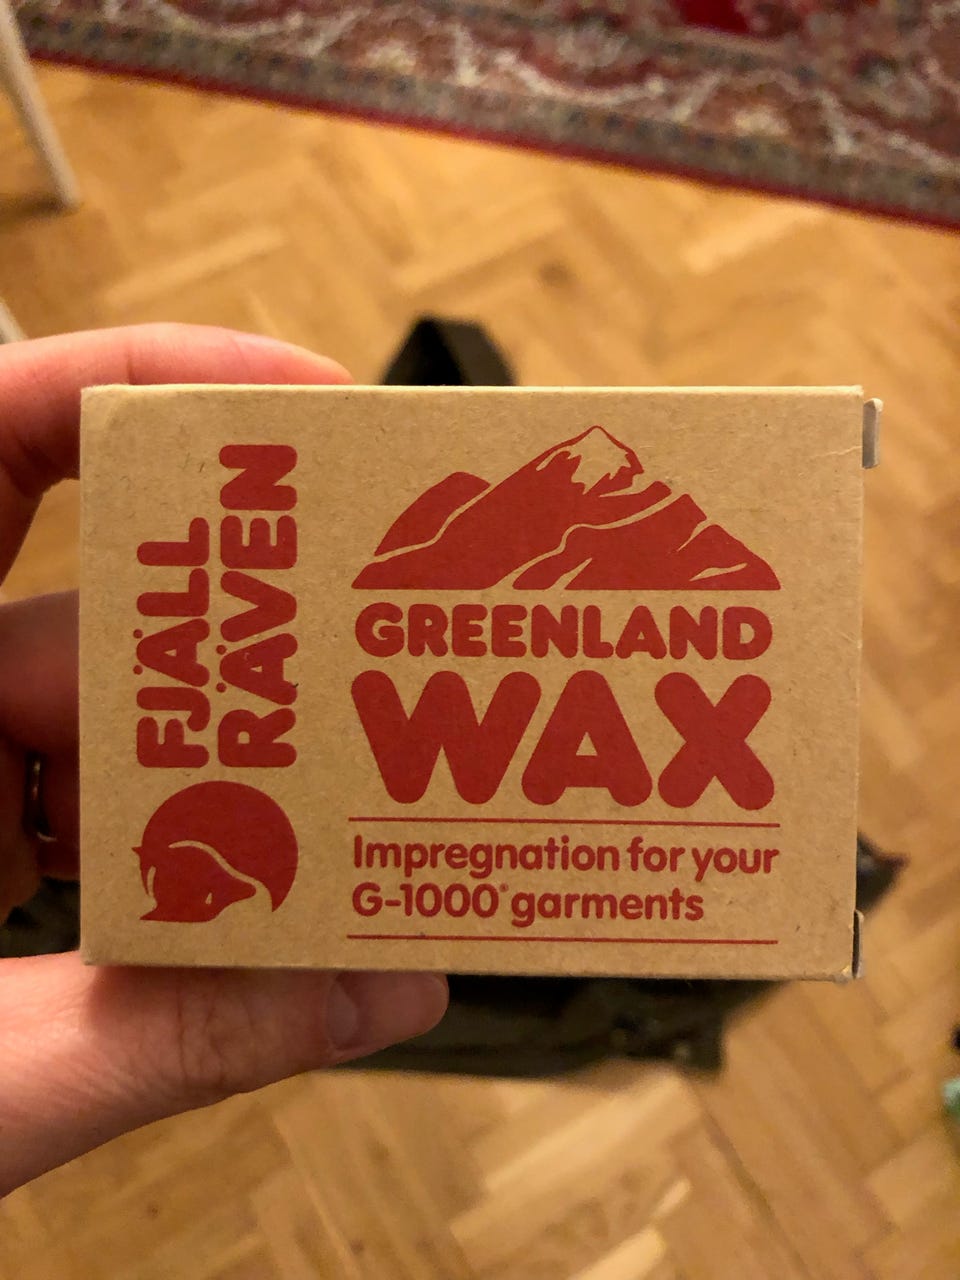 FJÄLL
RÄVEN
GREENLAND
WAX
Impregnation for your
G-1000® garments